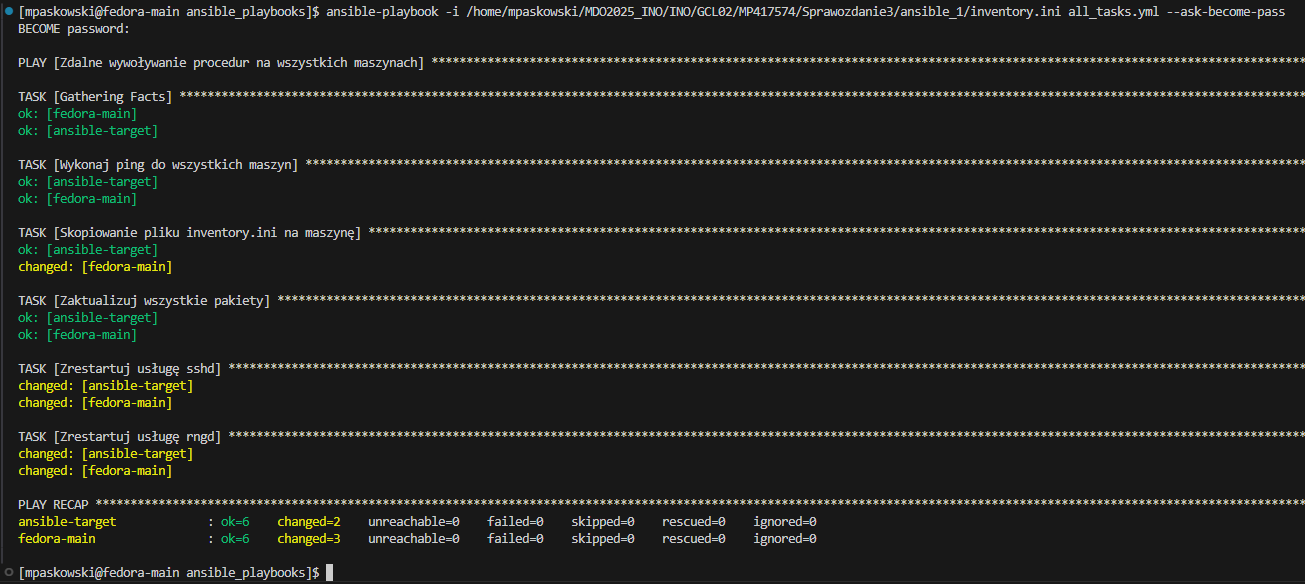 [mpaskowski@fedora-main ansible_playbooks]$ ansible-playbook -i /home/mpaskowski/MDO2025_INO/INO/GCL02/MP417574/Sprawozdanie3/ansible_1/inventory.ini all_tasks.yml --ask-become-pass
BECOME password:
PLAY [Zdalne wywoływanie procedur na wszystkich maszynach] ****************************************************************************************************************************
TASK [Gathering Facts] ****************************************************************************************************************************************************************
ok: [fedora-main]
ok: [ansible-target]
TASK [Wykonaj ping do wszystkich maszyn] **********************************************************************************************************************************************
ok: [ansible-target]
ok: [fedora-main]
TASK [Skopiowanie pliku inventory.ini na maszynę] *************************************************************************************************************************************
ok: [ansible-target]
changed: [fedora-main]
TASK [Zaktualizuj wszystkie pakiety] **************************************************************************************************************************************************
ok: [ansible-target]
ok: [fedora-main]
TASK [Zrestartuj usługę sshd] *********************************************************************************************************************************************************
changed: [ansible-target]
changed: [fedora-main]
TASK [Zrestartuj usługę rngd] *********************************************************************************************************************************************************
changed: [ansible-target]
changed: [fedora-main]
PLAY RECAP ****************************************************************************************************************************************************************************
ansible-target : ok=6 changed=2 unreachable=0 failed=0 skipped=0 rescued=0 ignored=0
fedora-main : ok=6 changed=3 unreachable=0 failed=0 skipped=0 rescued=0 ignored=0
[mpaskowski@fedora-main ansible_playbooks]$